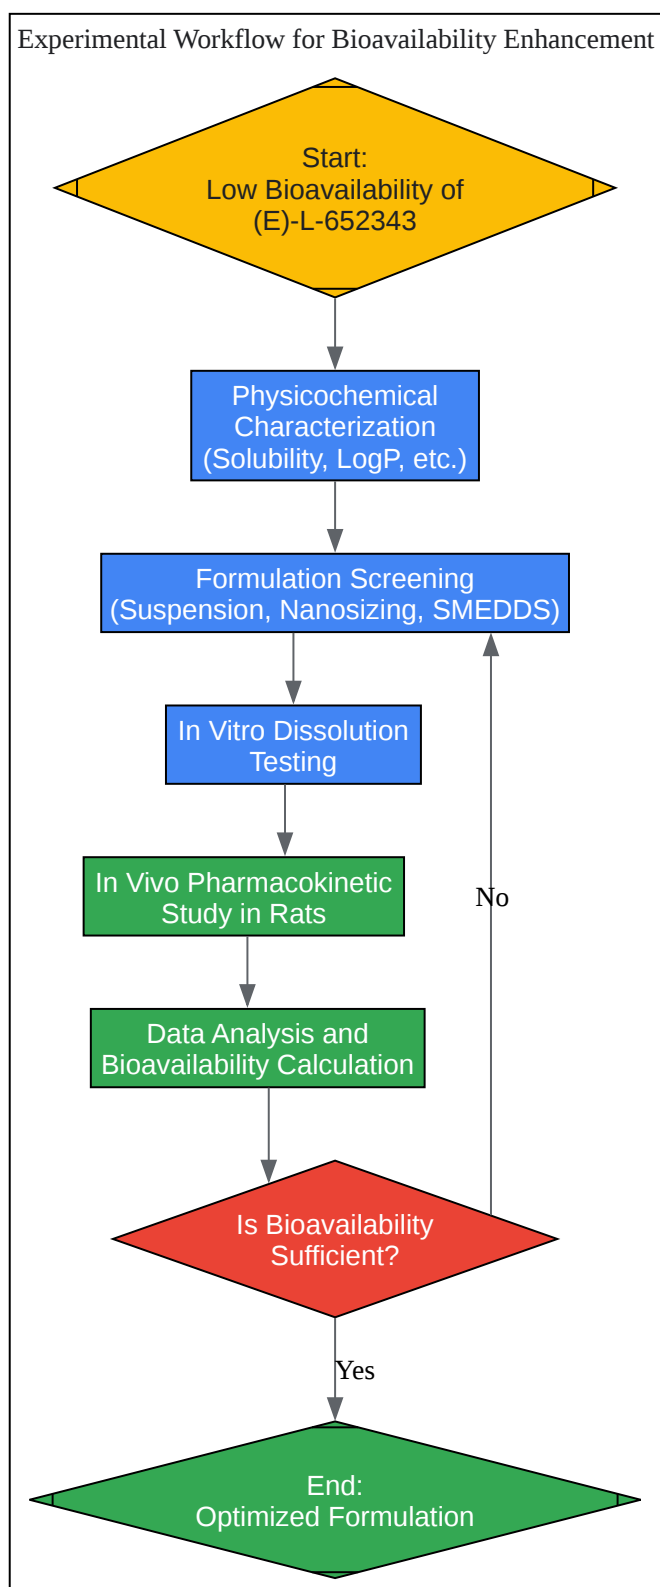 Experimental Workflow for Bioavailability Enhancement
Start:
Low Bioavailability of
(E)-L-652343
Physicochemical
Characterization
(Solubility, LogP, etc.)
Formulation Screening
(Suspension, Nanosizing, SMEDDS)
In Vitro Dissolution
Testing
In Vivo Pharmacokinetic
Study in Rats
No
Data Analysis and
Bioavailability Calculation
Is Bioavailability
Sufficient?
Yes
End:
Optimized Formulation